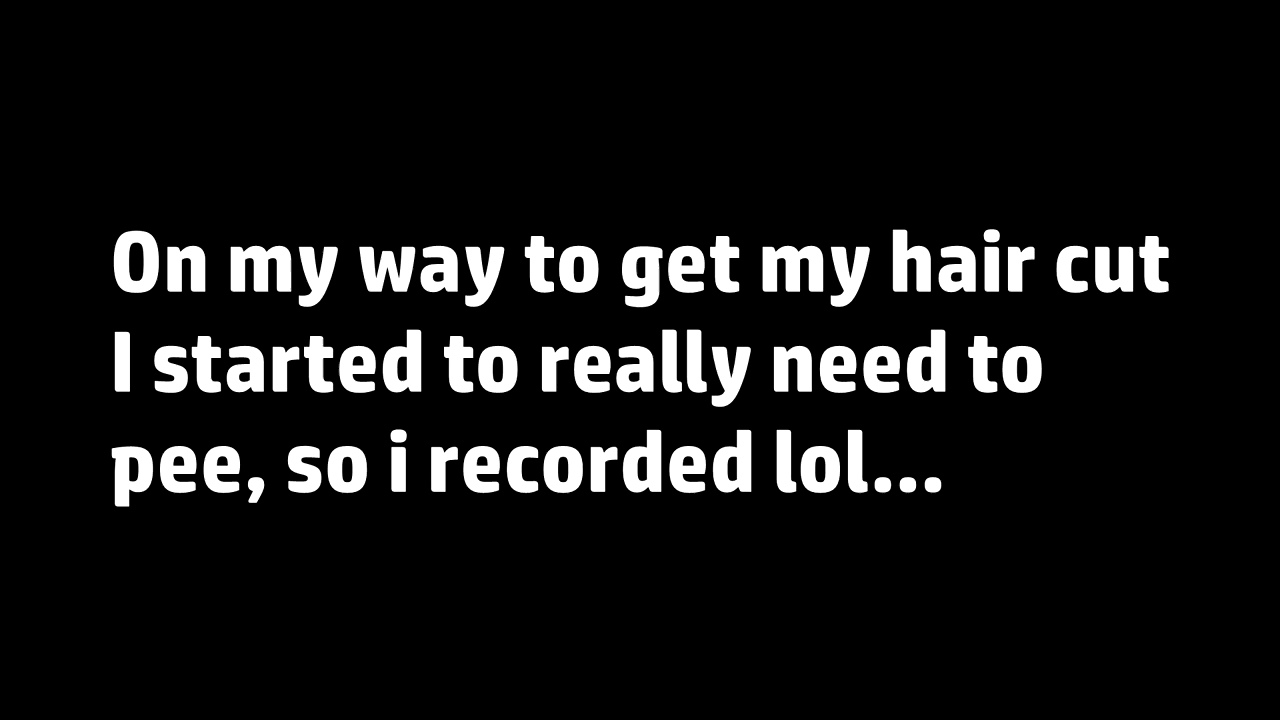 On my way to get my hair cut
I started to really need to
pee, so i recorded lol...